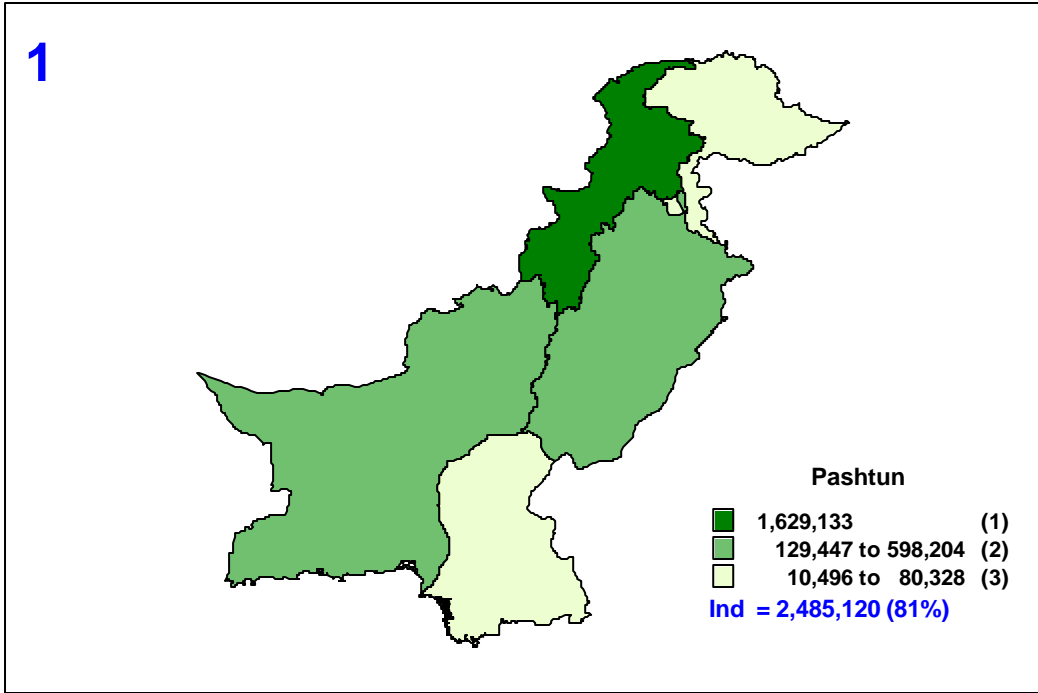 1
Pashtun
1,629,133 (1)
129,447 to 598,204 (2)
10,496 to 80,328 (3)
Ind = 2,485,120 (81%)